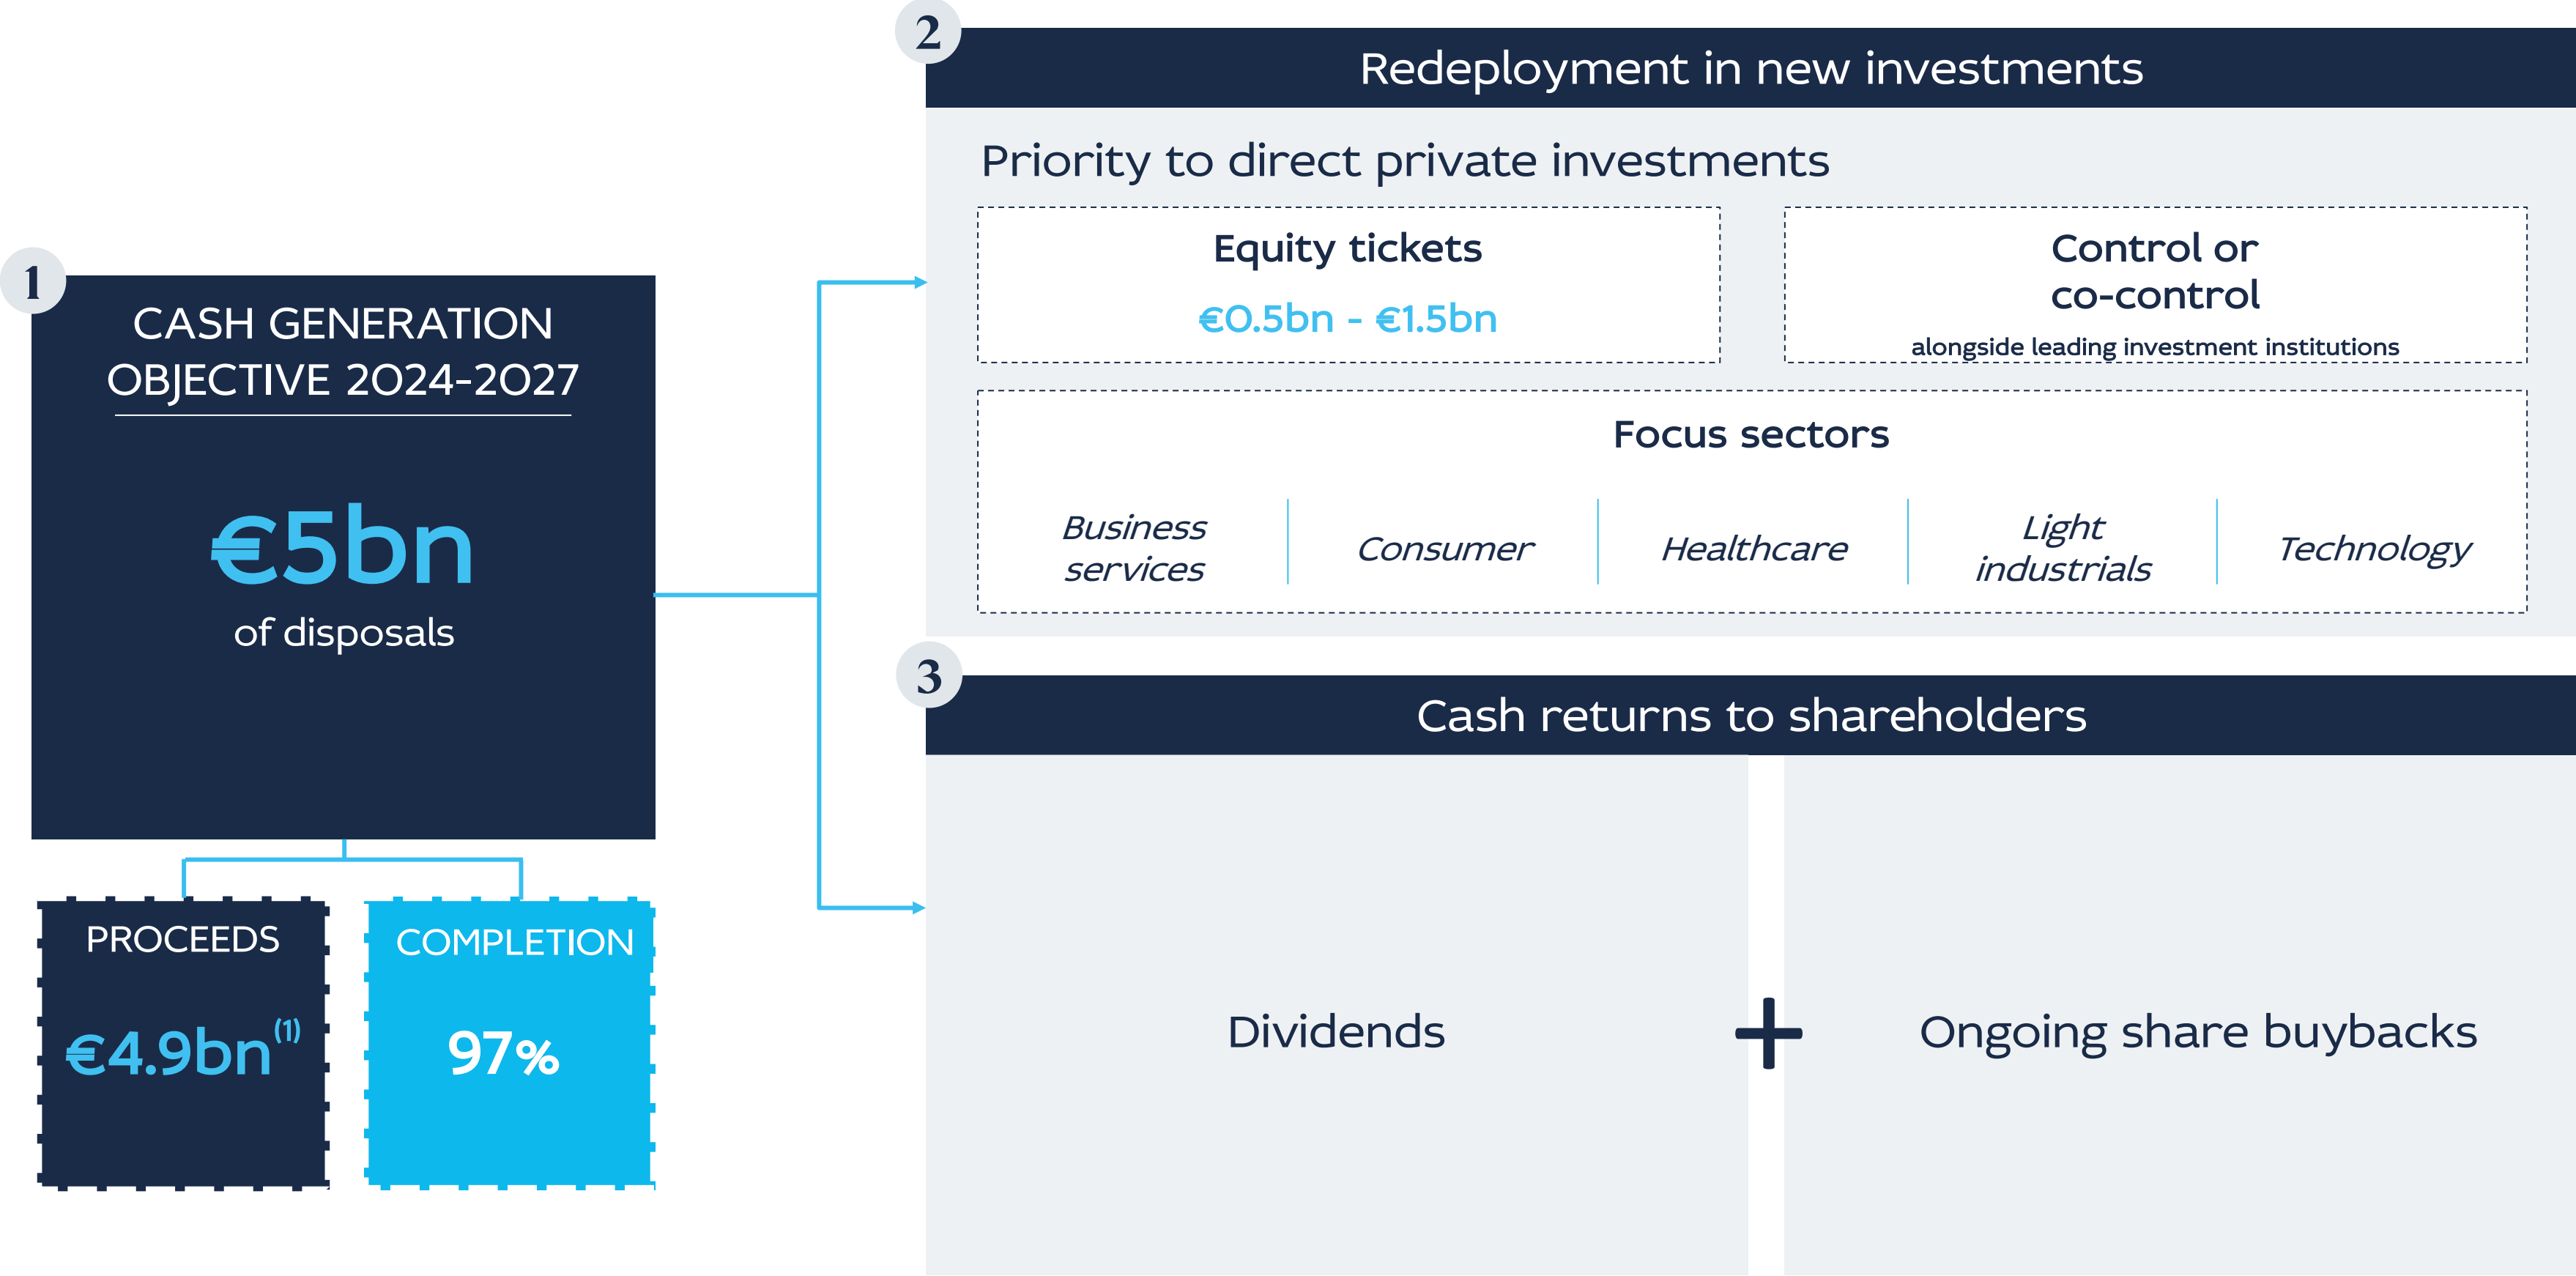 1
CASH GENERATION
OBJECTIVE 2024-2027
€5bn
of disposals
PROCEEDS
€4.9bn(1)
COMPLETION
97%
2
Redeployment in new investments
Priority to direct private investments
Equity tickets
€0.5bn - €1.5bn
Control or
co-control
alongside leading investment institutions
Focus sectors
Business
services
Consumer
Healthcare
Light
industrials
Technology
3
Cash returns to shareholders
Dividends
+
Ongoing share buybacks